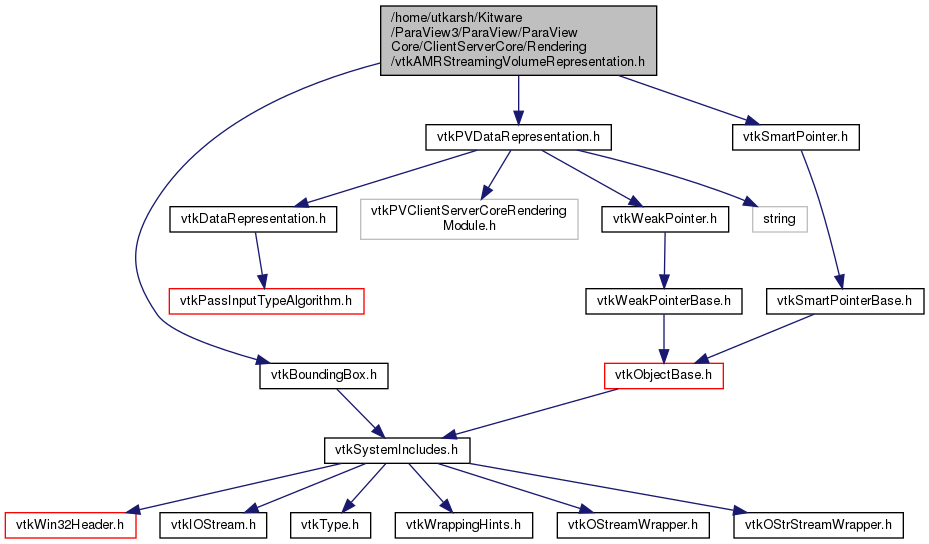 /home/utkarsh/Kitware
/ParaView3/ParaView/ParaView
Core/ClientServerCore/Rendering
/vtkAMRStreamingVolumeRepresentation.h
vtkPVDataRepresentation.h
vtkSmartPointer.h
vtkDataRepresentation.h
vtkPVClientServerCoreRendering
Module.h
vtkWeakPointer.h
string
vtkPassInputTypeAlgorithm.h
vtkWeakPointerBase.h
vtkSmartPointerBase.h
vtkBoundingBox.h
vtkObjectBase.h
vtkSystemIncludes.h
vtkWin32Header.h
vtkIOStream.h
vtkType.h
vtkWrappingHints.h
vtkOStreamWrapper.h
vtkOStrStreamWrapper.h